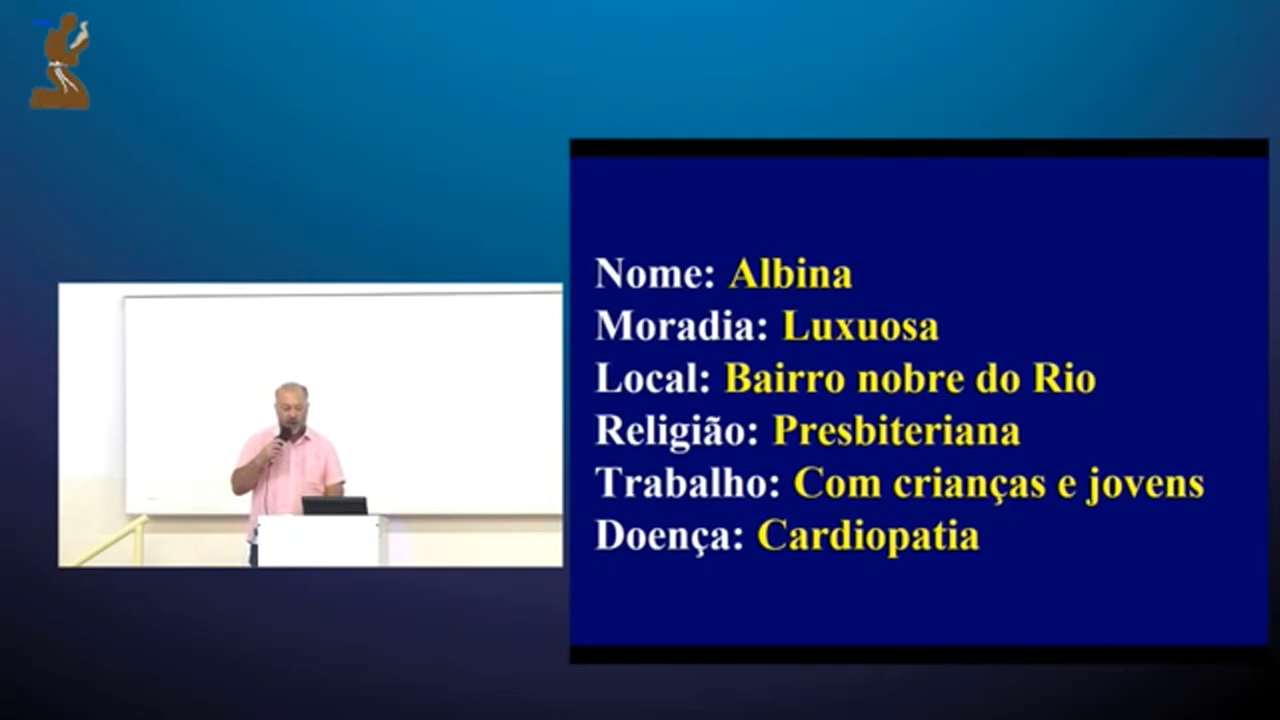 Nome: Albina
Moradia: Luxuosa
Local: Bairro nobre do Rio
Religião: Presbiteriana
Trabalho: Com crianças e jovens
Doença: Cardiopatia